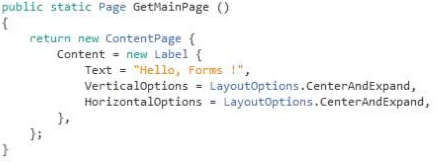 public static Page GetMainPage ()
{
    return new ContentPage {
        Content = new Label {
            Text = "Hello, Forms !",
            VerticalOptions = LayoutOptions.CenterAndExpand,
            HorizontalOptions = LayoutOptions.CenterAndExpand,
        },
    };
}